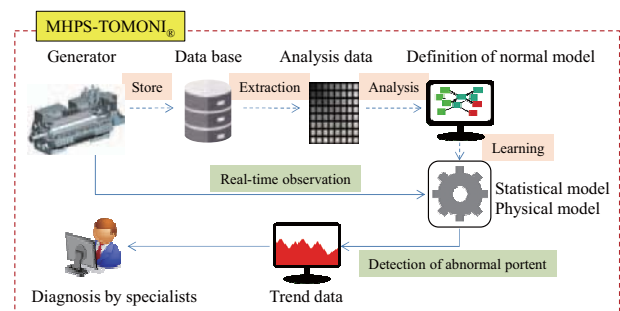 MHPS-TOMONI®
Generator
Data base
Analysis data
Definition of normal model
Store
Extraction
Analysis
Learning
Real-time observation
Statistical model
Physical model
Detection of abnormal portent
Diagnosis by specialists
Trend data